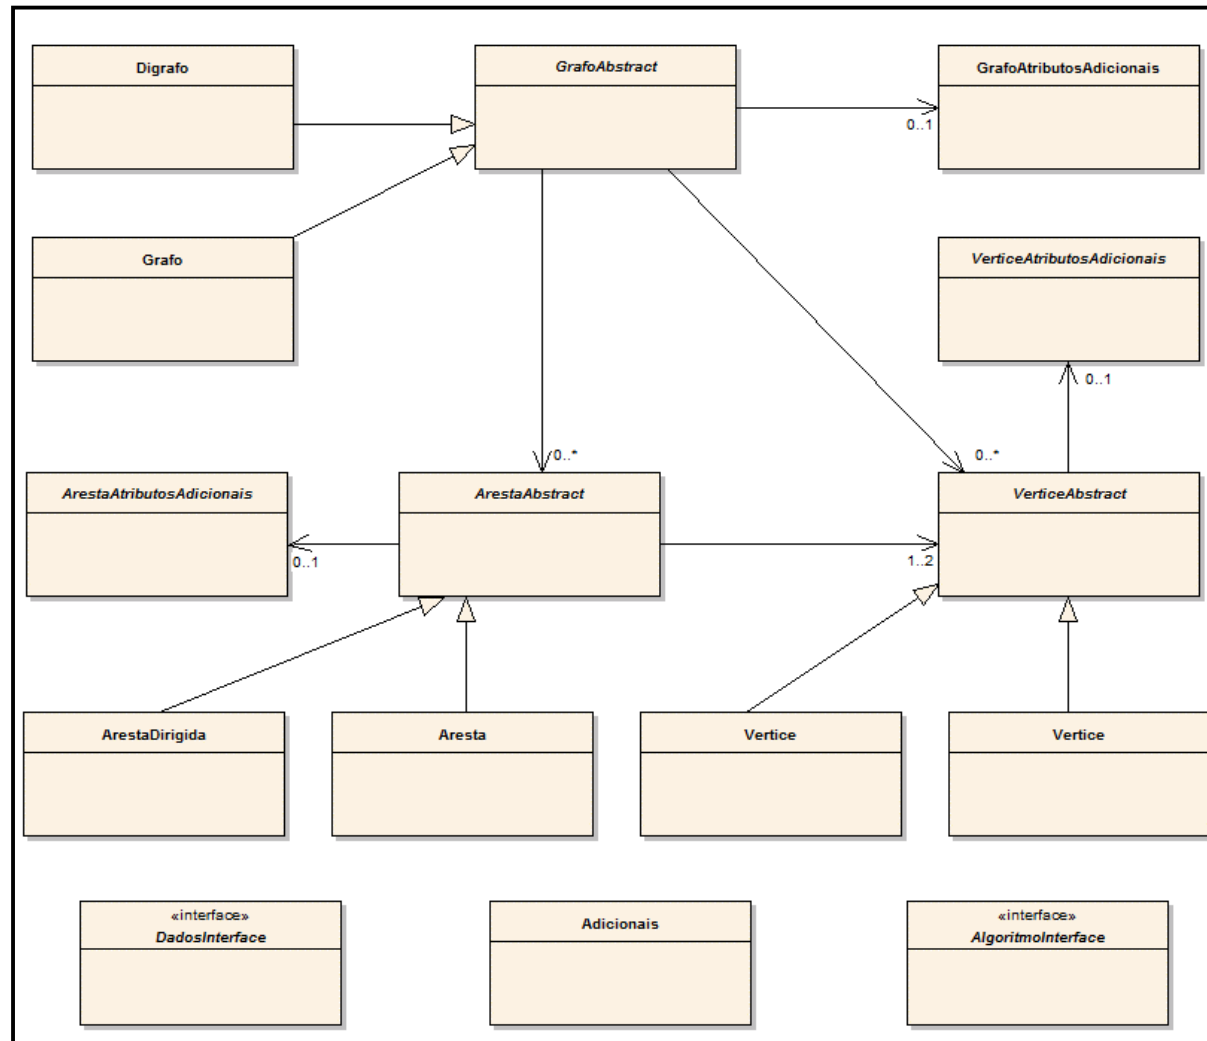 Digrafo
GrafoAbstract
GrafoAtributosAdicionais
0..1
Grafo
VerticeAtributosAdicionais
0..1
0..*
0..*
ArestaAtributosAdicionais
ArestaAbstract
VerticeAbstract
0..1
1..2
ArestaDirigida
Aresta
Vertice
Vertice
«interface»
DadosInterface
Adicionais
«interface»
AlgoritmoInterface